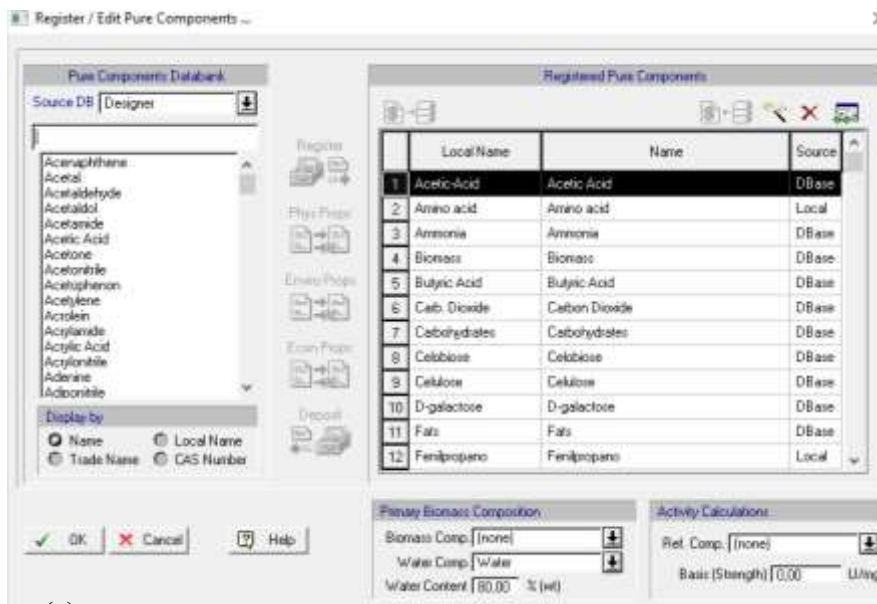 Register / Edit Pure Components ...
Pure Components Databank
Source DB Designer
Acenaphthene
Acetal
Acetaldehyde
Acetaldol
Acetamide
Acetic Acid
Acetone
Acetonitrile
Acetophenon
Acetylene
Acrolein
Acrylamide
Acrylic Acid
Acrylonitrile
Adenine
Adiponitrile
Display by
Name Local Name
Trade Name CAS Number
Register
Phys Props
Enviro Props
Econ Props
Deposit
Registered Pure Components
Local Name Name Source
1 Acetic-Acid Acetic Acid DBase
2 Amino acid Amino acid Local
3 Ammonia Ammonia DBase
4 Biomass Biomass DBase
5 Butyric Acid Butyric Acid DBase
6 Carb. Dioxide Carbon Dioxide DBase
7 Carbohydrates Carbohydrates DBase
8 Celobiose Celobiose DBase
9 Celulose Celulose DBase
10 D-galactose D-galactose DBase
11 Fats Fats DBase
12 Fenilpropano Fenilpropano Local
OK Cancel Help
Primary Biomass Composition
Biomass Comp. (none)
Water Comp. Water
Water Content 80,00 % (wt)
Activity Calculations
Ref. Comp. (none)
Basis (Strength) 0,00 U/mg